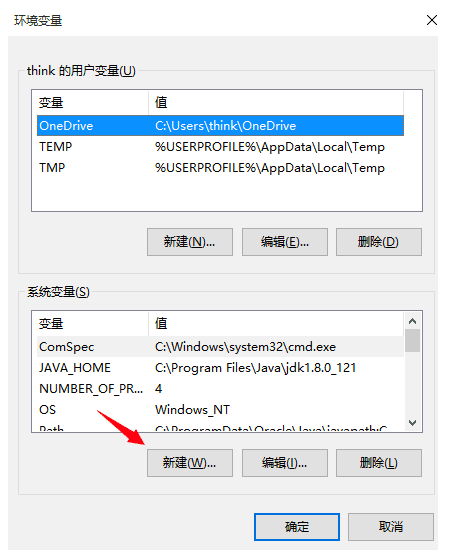 环境变量
think 的用户变量(U)
变量 值
OneDrive C:\Users\think\OneDrive
TEMP %USERPROFILE%\AppData\Local\Temp
TMP %USERPROFILE%\AppData\Local\Temp
新建(N)... 编辑(E)... 删除(D)
系统变量(S)
变量 值
ComSpec C:\Windows\system32\cmd.exe
JAVA_HOME C:\Program Files\Java\jdk1.8.0_121
NUMBER_OF_PR... 4
OS Windows_NT
Path C:\ProgramData\Oracle\Java\javapath;C
新建(W)... 编辑(I)... 删除(L)
确定 取消